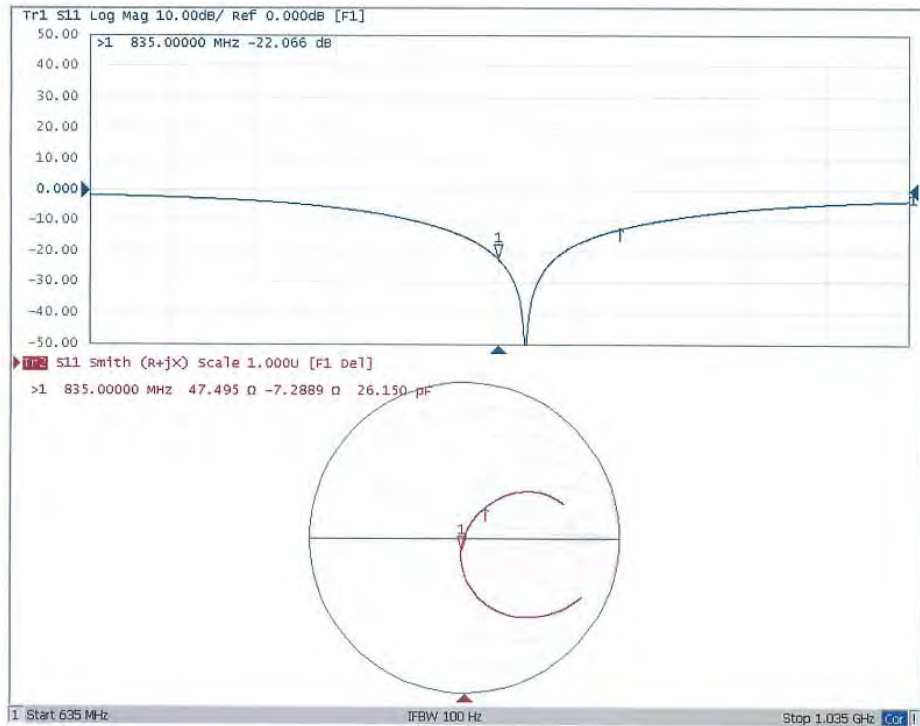 Tr1 S11 Log Mag 10.00dB/ Ref 0.000dB [F1]
50.00
>1 835.00000 MHz -22.066 dB
40.00
30.00
20.00
10.00
0.000
-10.00
1
-20.00
-30.00
-40.00
-50.00
Tr2 S11 Smith (R+jX) Scale 1.000U [F1 Del]
>1 835.00000 MHz 47.495 Ω -7.2889 Ω 26.150 pF
1
1 Start 635 MHz IFBW 100 Hz Stop 1.035 GHz Cor !